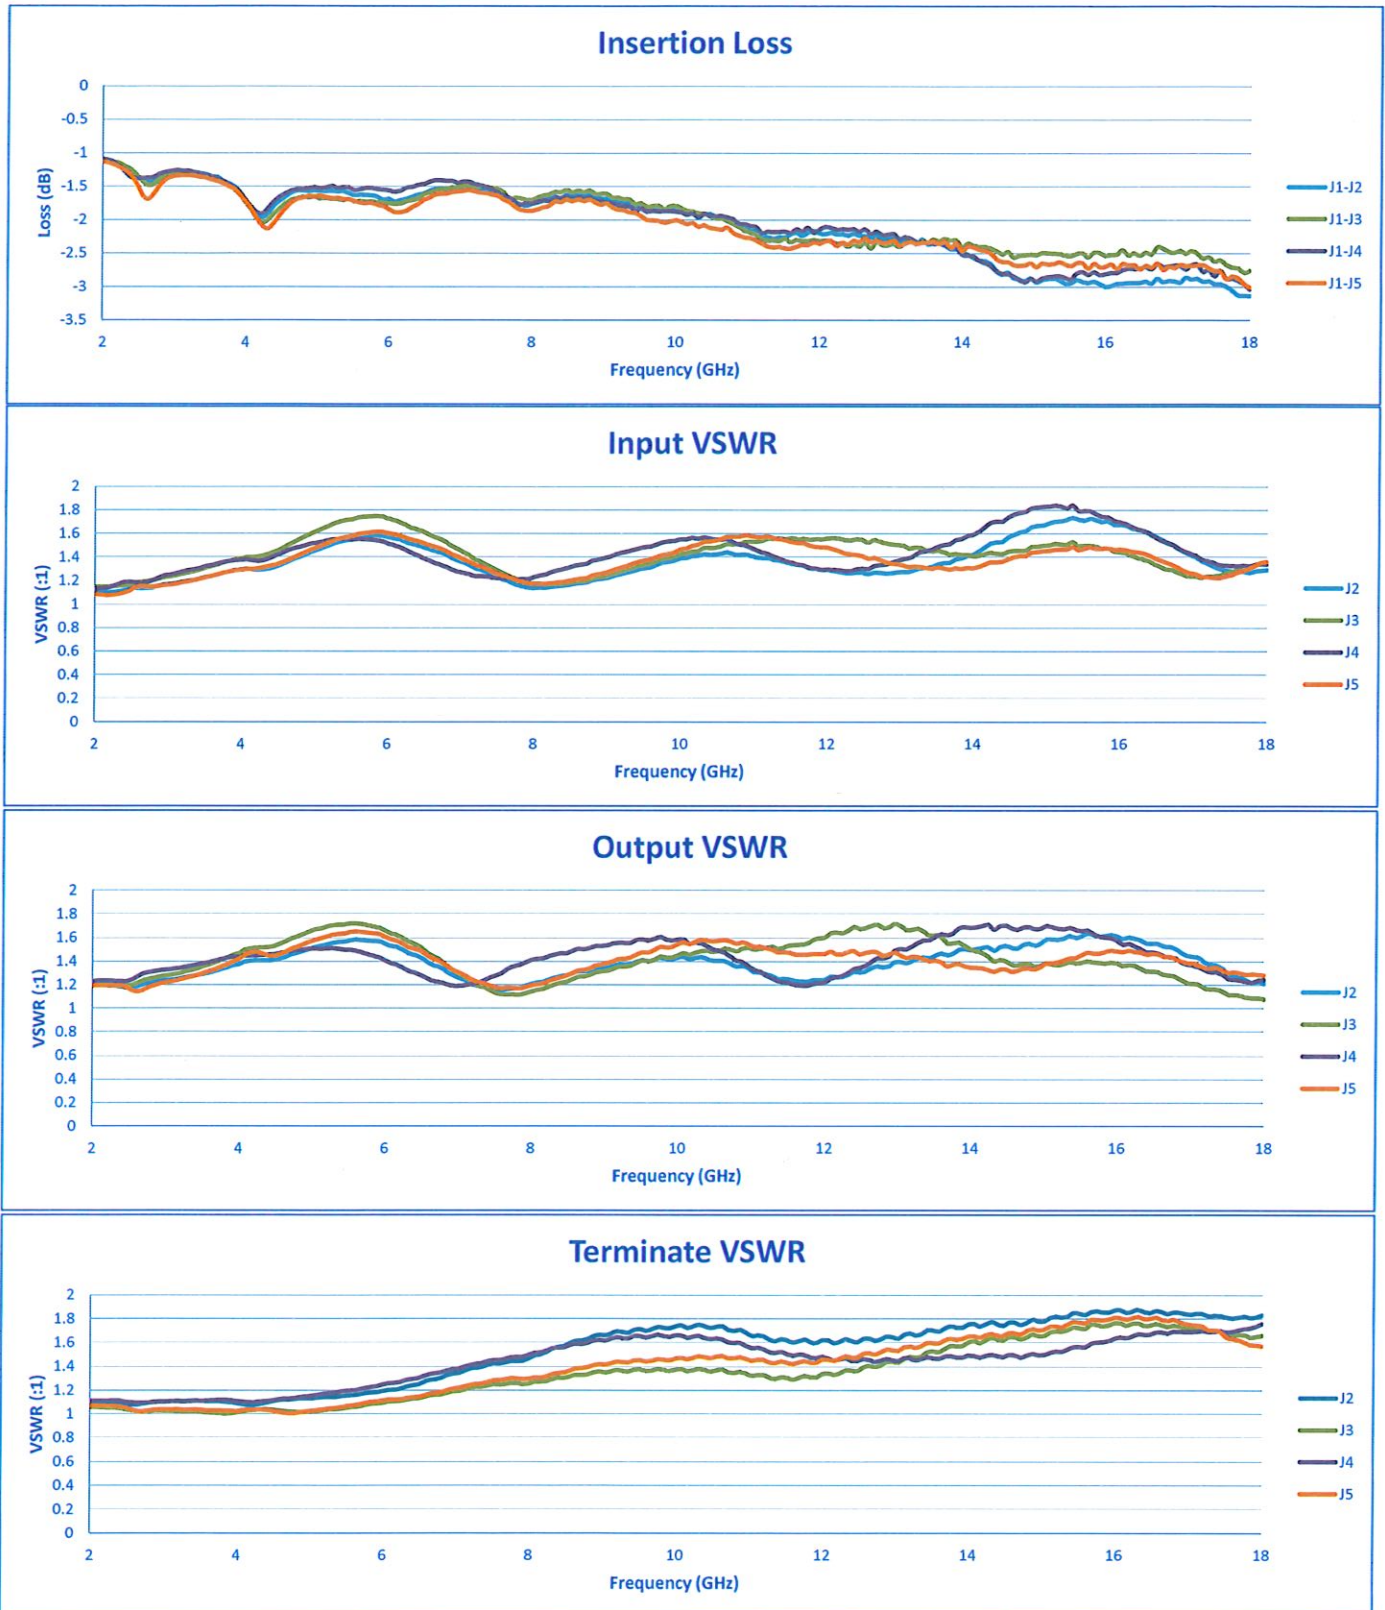 Insertion Loss
0
-0.5
-1
-1.5
-2
-2.5
-3
-3.5
Loss (dB)
2 4 6 8 10 12 14 16 18
Frequency (GHz)
J1-J2
J1-J3
J1-J4
J1-J5
Input VSWR
2
1.8
1.6
1.4
1.2
1
0.8
0.6
0.4
0.2
0
VSWR (:1)
2 4 6 8 10 12 14 16 18
Frequency (GHz)
J2
J3
J4
J5
Output VSWR
2
1.8
1.6
1.4
1.2
1
0.8
0.6
0.4
0.2
0
VSWR (:1)
2 4 6 8 10 12 14 16 18
Frequency (GHz)
J2
J3
J4
J5
Terminate VSWR
2
1.8
1.6
1.4
1.2
1
0.8
0.6
0.4
0.2
0
VSWR (:1)
2 4 6 8 10 12 14 16 18
Frequency (GHz)
J2
J3
J4
J5